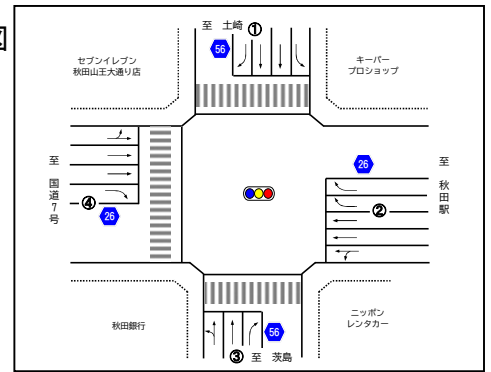 図
至 土崎 ①
56
セブンイレブン
秋田山王大通り店
キーパー
プロショップ
至
国
道
7
号
④
26
26
至
秋
田
駅
②
秋田銀行
56
③ 至 茨島
ニッポン
レンタカー